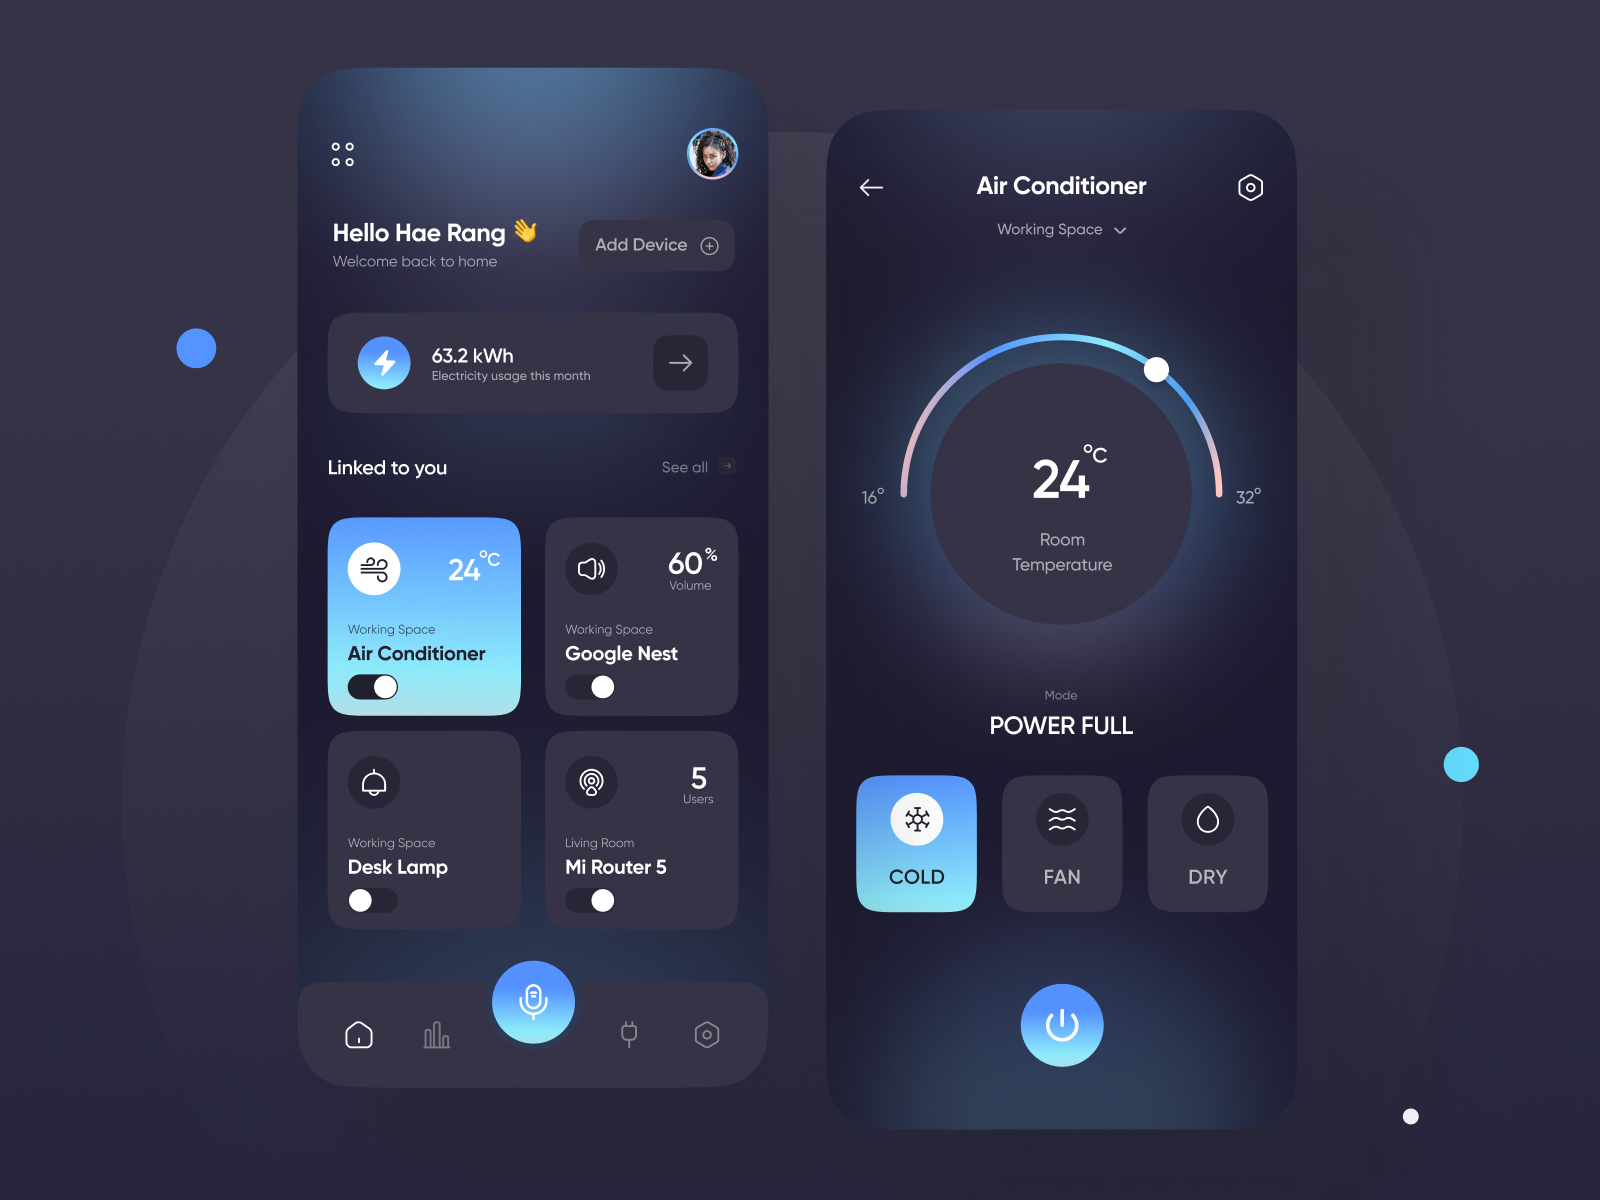 Hello Hae Rang 👋
Welcome back to home
Add Device
63.2 kWh
Electricity usage this month
Linked to you
See all
24°C
Working Space
Air Conditioner
60%
Volume
Working Space
Google Nest
Working Space
Desk Lamp
5
Users
Living Room
Mi Router 5
Air Conditioner
Working Space
16°
32°
24°C
Room
Temperature
Mode
POWER FULL
COLD
FAN
DRY